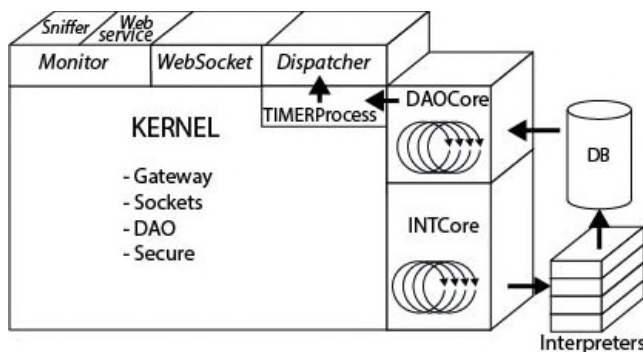 Sniffer
Web
service
Monitor
WebSocket
Dispatcher
TIMERProcess
DAOCore
KERNEL
- Gateway
- Sockets
- DAO
- Secure
INTCore
DB
Interpreters